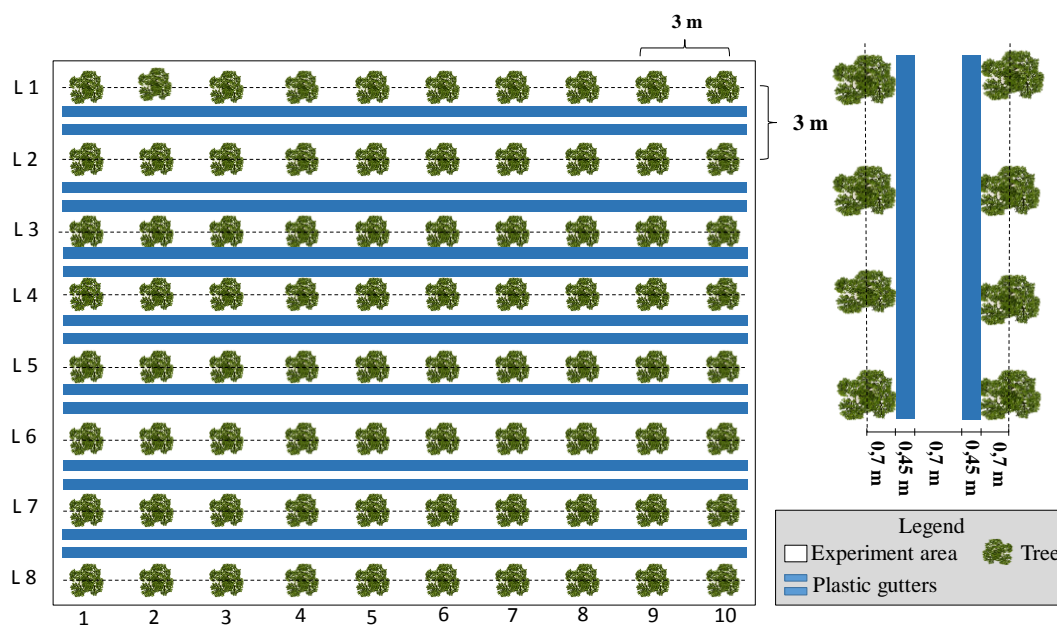 3 m
L 1
3 m
L 2
L 3
L 4
L 5
L 6
L 7
L 8
1 2 3 4 5 6 7 8 9 10
0,7 m
0,45 m
0,7 m
0,45 m
0,7 m
Legend
Experiment area
Tree
Plastic gutters